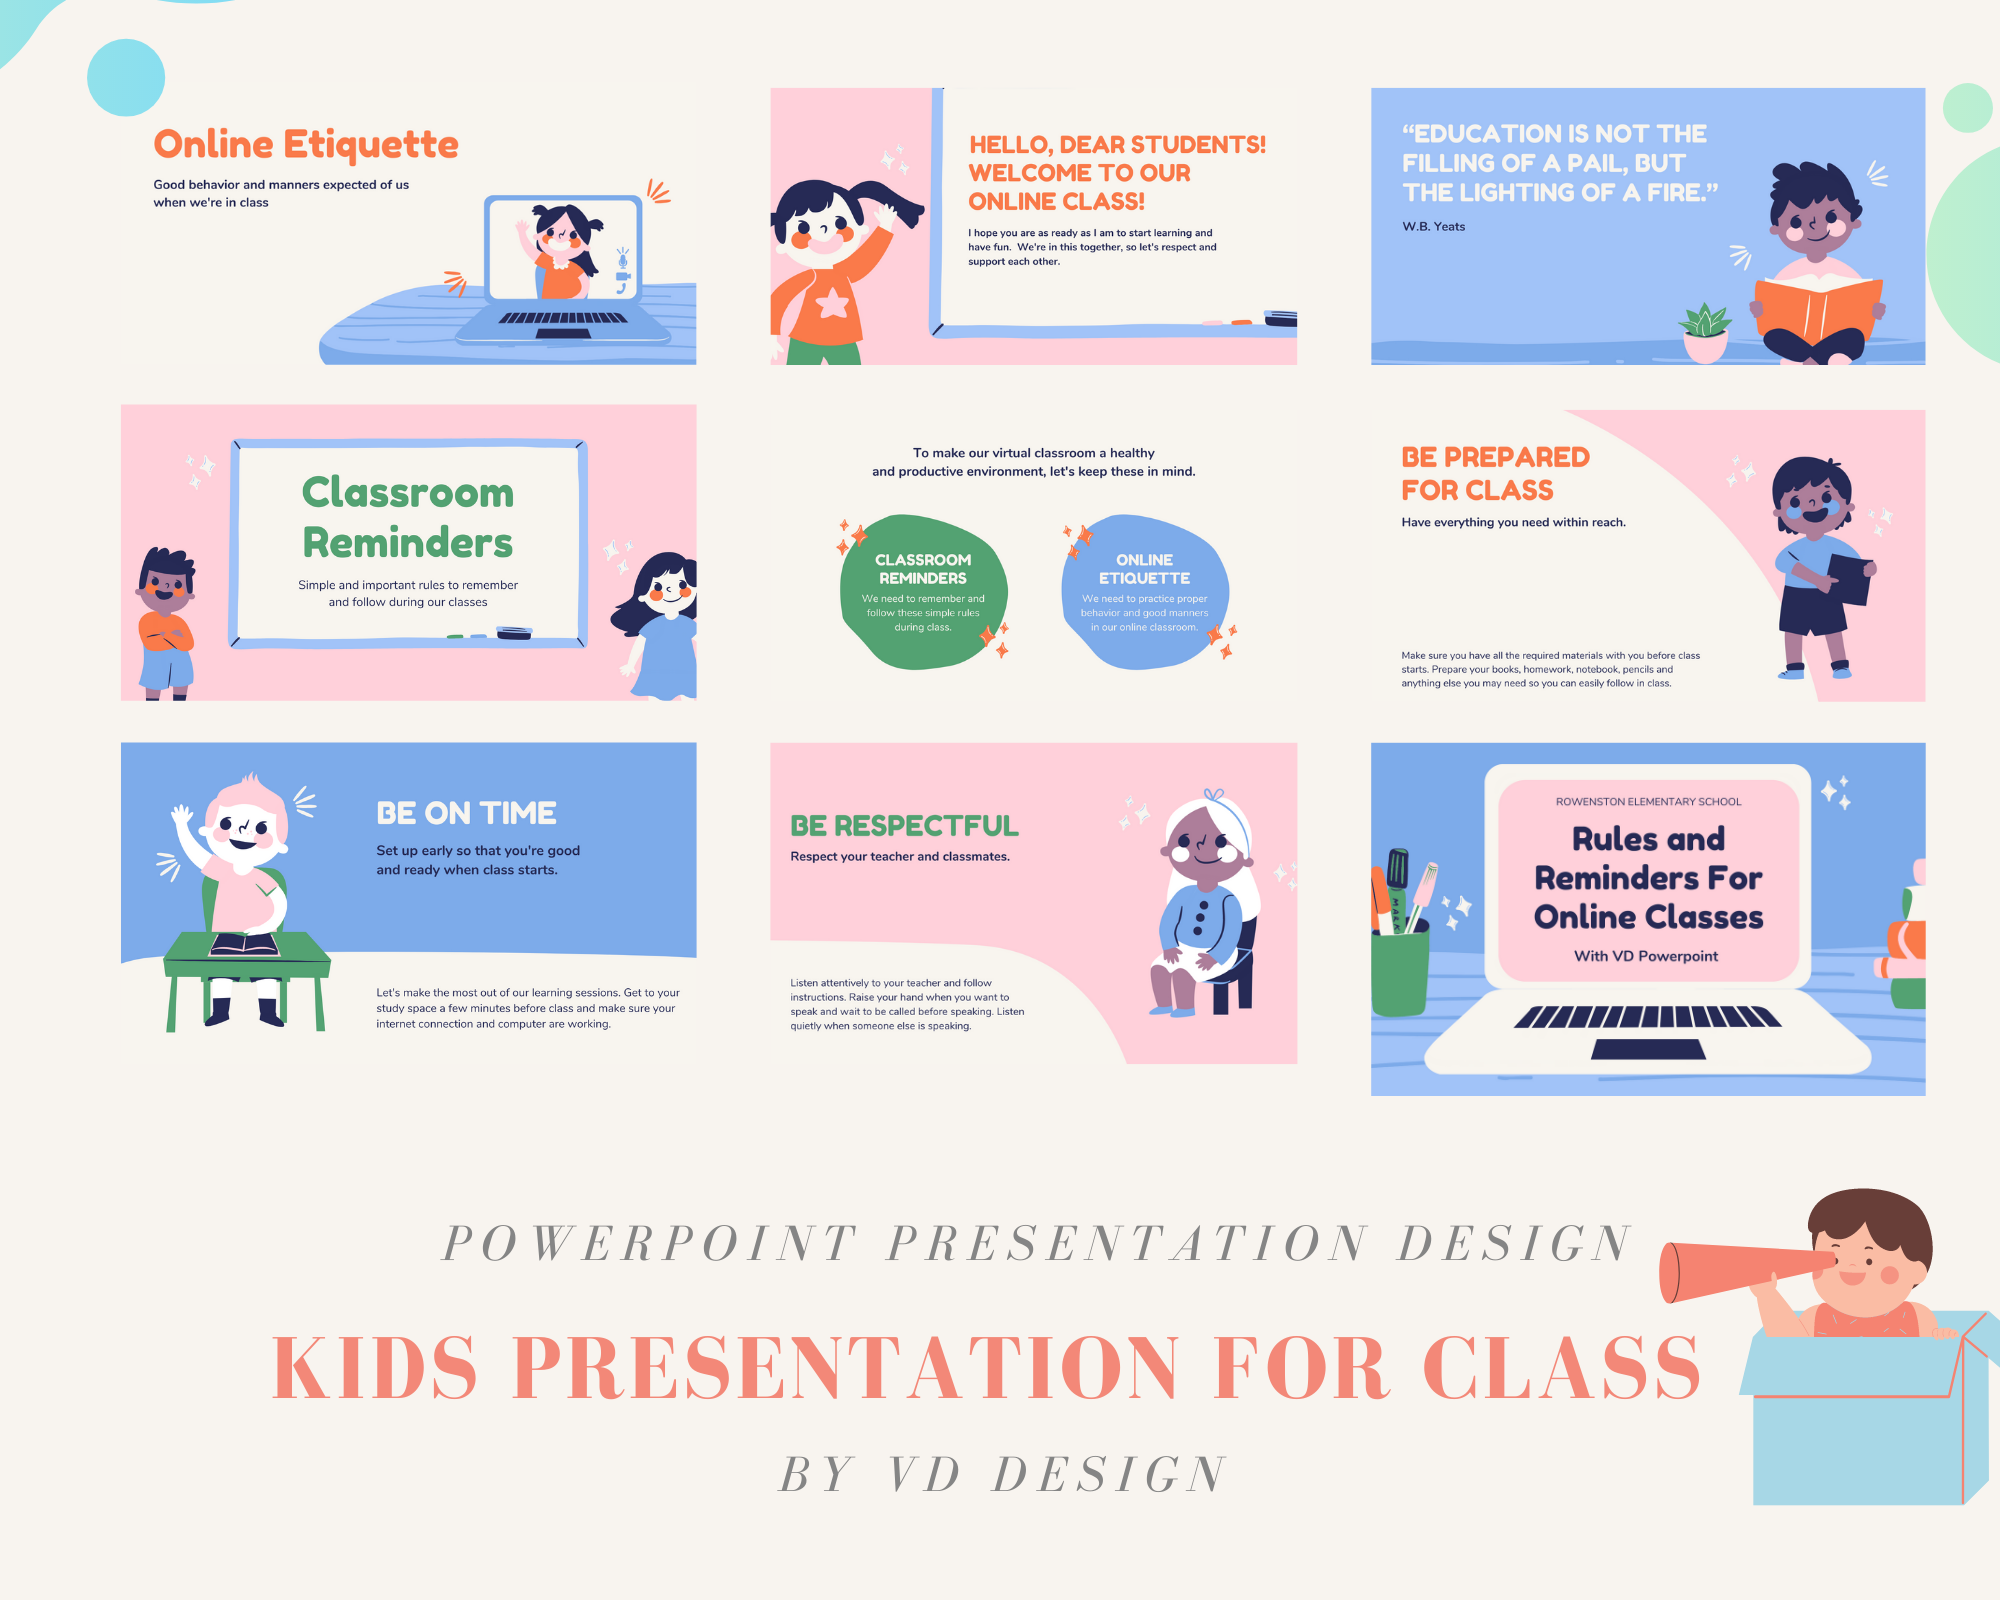 Online Etiquette
Good behavior and manners expected of us
when we're in class
HELLO, DEAR STUDENTS!
WELCOME TO OUR
ONLINE CLASS!
I hope you are as ready as I am to start learning and
have fun. We're in this together, so let's respect and
support each other.
“EDUCATION IS NOT THE
FILLING OF A PAIL, BUT
THE LIGHTING OF A FIRE.”
W.B. Yeats
Classroom
Reminders
Simple and important rules to remember
and follow during our classes
To make our virtual classroom a healthy
and productive environment, let's keep these in mind.
CLASSROOM
REMINDERS
We need to remember and
follow these simple rules
during class.
ONLINE
ETIQUETTE
We need to practice proper
behavior and good manners
in our online classroom.
BE PREPARED
FOR CLASS
Have everything you need within reach.
Make sure you have all the required materials with you before class
starts. Prepare your books, homework, notebook, pencils and
anything else you may need so you can easily follow in class.
BE ON TIME
Set up early so that you're good
and ready when class starts.
Let's make the most out of our learning sessions. Get to your
study space a few minutes before class and make sure your
internet connection and computer are working.
BE RESPECTFUL
Respect your teacher and classmates.
Listen attentively to your teacher and follow
instructions. Raise your hand when you want to
speak and wait to be called before speaking. Listen
quietly when someone else is speaking.
MARK
ROWENSTON ELEMENTARY SCHOOL
Rules and
Reminders For
Online Classes
With VD Powerpoint
POWERPOINT PRESENTATION DESIGN
KIDS PRESENTATION FOR CLASS
BY VD DESIGN